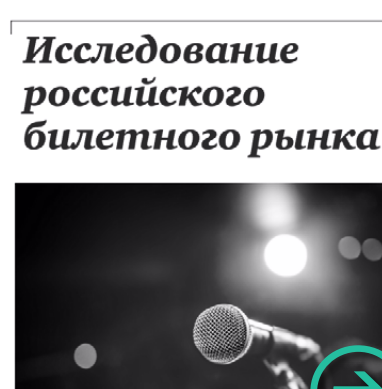 Исследование
российского
билетного рынка